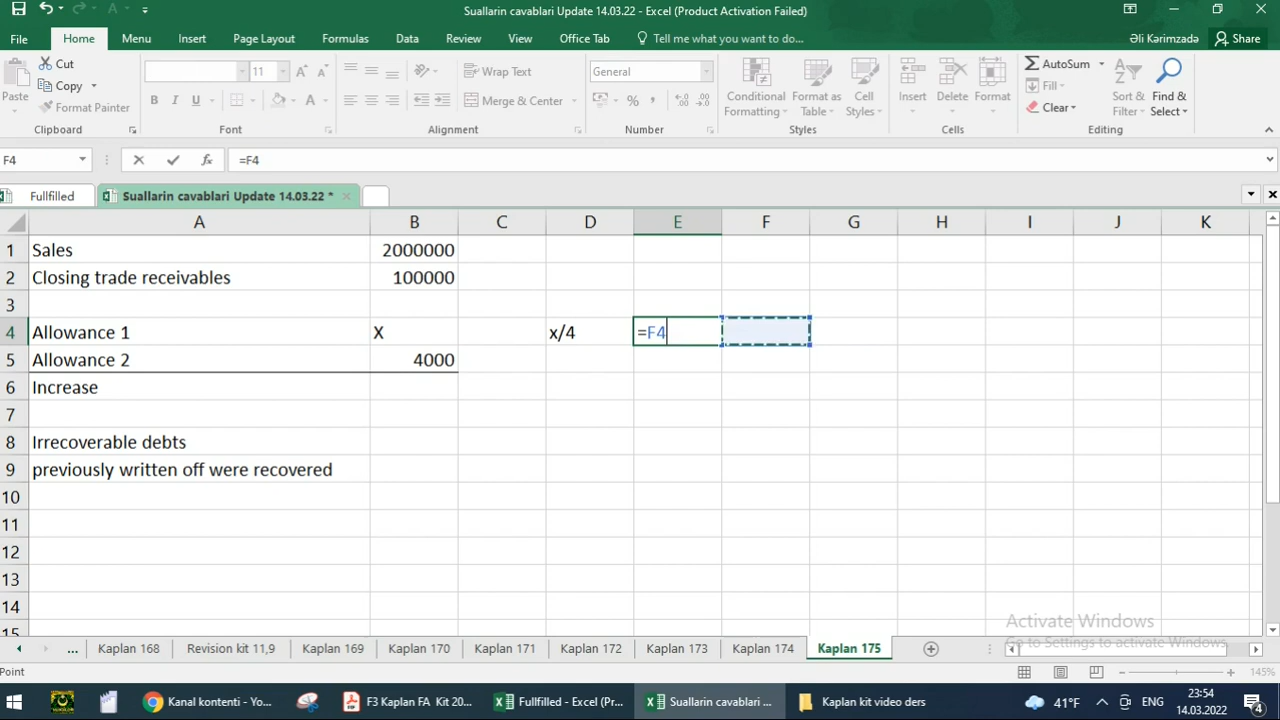 Suallarin cavablari Update 14.03.22 - Excel (Product Activation Failed)
File Home Menu Insert Page Layout Formulas Data Review View Office Tab Tell me what you want to do... Əli Kərimzadə Share
Paste Cut Copy Format Painter
11 Wrap Text Merge & Center
General
Conditional Formatting Format as Table Cell Styles Insert Delete Format
AutoSum Fill Clear Sort & Filter Find & Select
Clipboard Font Alignment Number Styles Cells Editing
F4 fx =F4
Fullfilled Suallarin cavablari Update 14.03.22 *
A B C D E F G H I J K
1 Sales 2000000
2 Closing trade receivables 100000
3
4 Allowance 1 X x/4 =F4
5 Allowance 2 4000
6 Increase
7
8 Irrecoverable debts
9 previously written off were recovered
10
11
12
13
14
15
Activate Windows
Go to Settings to activate Windows.
... Kaplan 168 Revision kit 11,9 Kaplan 169 Kaplan 170 Kaplan 171 Kaplan 172 Kaplan 173 Kaplan 174 Kaplan 175
Point 145%
Kanal kontenti - Yo... F3 Kaplan FA Kit 20... Fullfilled - Excel (Pr... Suallarin cavablari ... Kaplan kit video ders 41°F ENG 23:54
14.03.2022 4